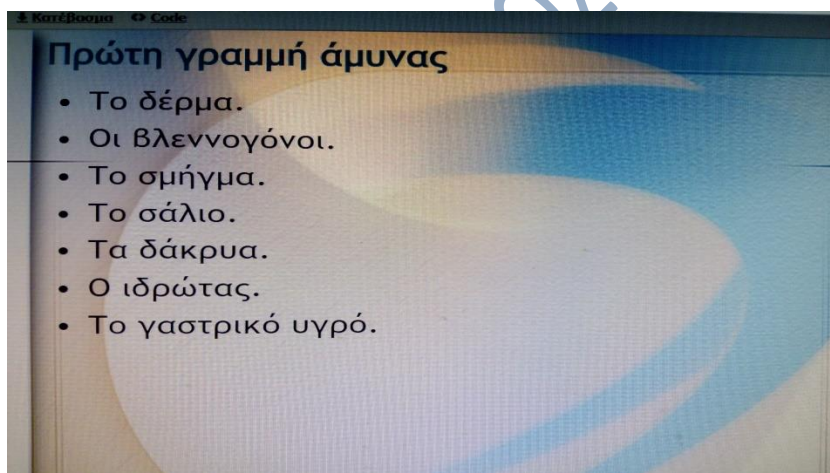 Κατέβασμα Code
Πρώτη γραμμή άμυνας
• Το δέρμα.
• Οι βλεννογόνοι.
• Το σμήγμα.
• Το σάλιο.
• Τα δάκρυα.
• Ο ιδρώτας.
• Το γαστρικό υγρό.